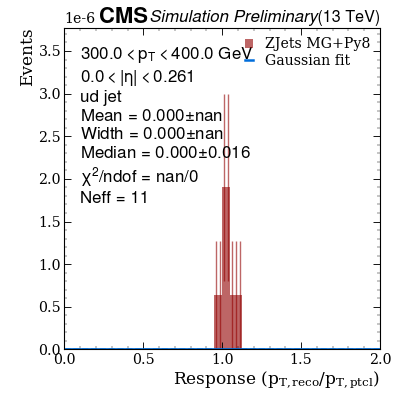 1e-6 CMS Simulation Preliminary (13 TeV)
Events
300.0 < p_T < 400.0 GeV
0.0 < |η| < 0.261
ud jet
Mean = 0.000±nan
Width = 0.000±nan
Median = 0.000±0.016
χ²/ndof = nan/0
Neff = 11
ZJets MG+Py8
Gaussian fit
3.5
3.0
2.5
2.0
1.5
1.0
0.5
0.0
0.0 0.5 1.0 1.5 2.0
Response (p_T,reco/p_T,ptcl)